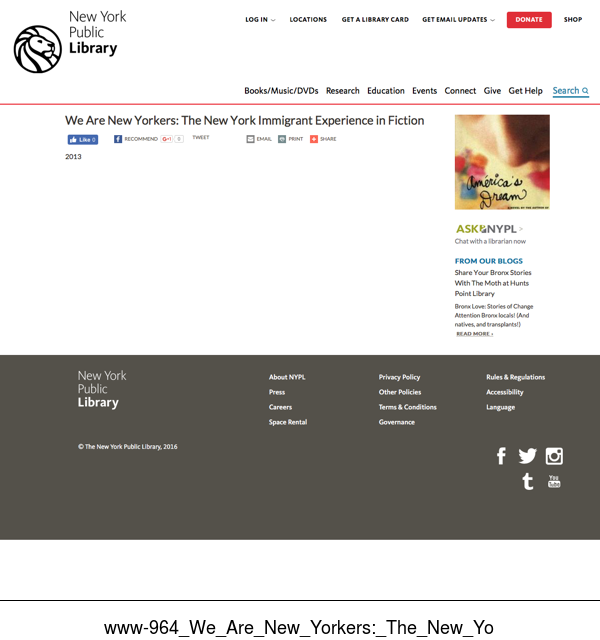 New York
Public
Library
LOG IN
LOCATIONS
GET A LIBRARY CARD
GET EMAIL UPDATES
DONATE
SHOP
Books/Music/DVDs
Research
Education
Events
Connect
Give
Get Help
Search
We Are New Yorkers: The New York Immigrant Experience in Fiction
Like 0
RECOMMEND
G+1
0
TWEET
EMAIL
PRINT
SHARE
2013
América's
Dream
ASK NYPL >
Chat with a librarian now
FROM OUR BLOGS
Share Your Bronx Stories
With The Moth at Hunts
Point Library
Bronx Love: Stories of Change
Attention Bronx locals! (And
natives, and transplants!)
READ MORE ›
New York
Public
Library
About NYPL
Privacy Policy
Rules & Regulations
Press
Other Policies
Accessibility
Careers
Terms & Conditions
Language
Space Rental
Governance
© The New York Public Library, 2016
You
Tube
www-964_We_Are_New_Yorkers:_The_New_Yo